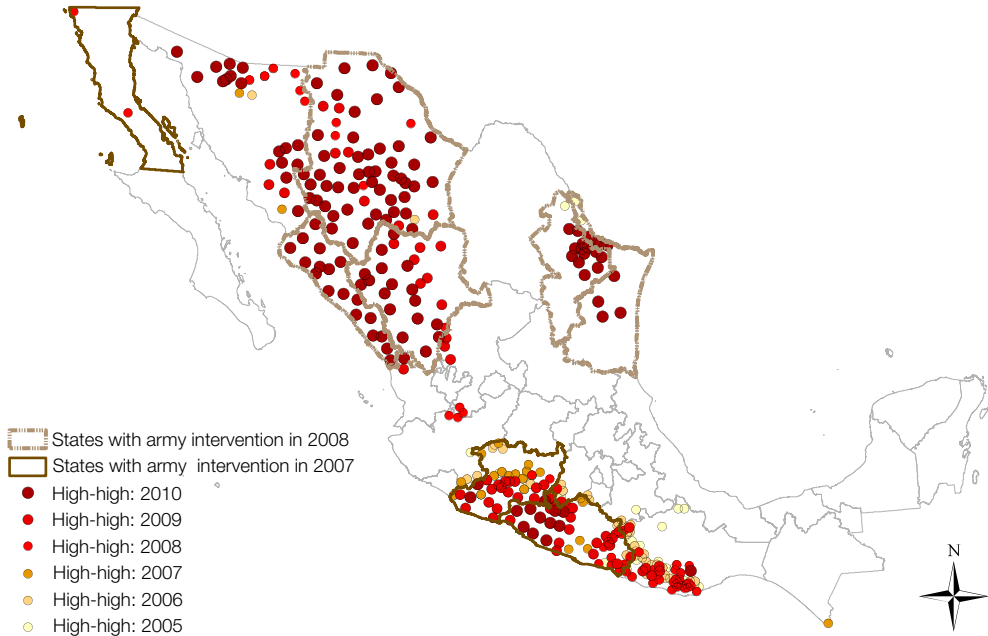 States with army intervention in 2008
States with army intervention in 2007
High-high: 2010
High-high: 2009
High-high: 2008
High-high: 2007
High-high: 2006
High-high: 2005
N